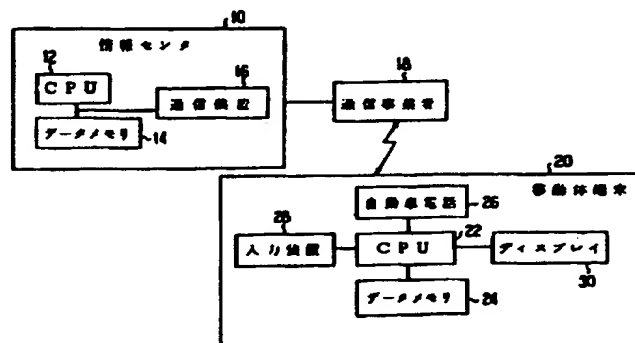 10
情報センタ
12
CPU
16
通信装置
データメモリ
14
18
通信事業者
20
移動体端末
自動車電話
26
28
入力装置
CPU
22
ディスプレイ
30
データメモリ
24